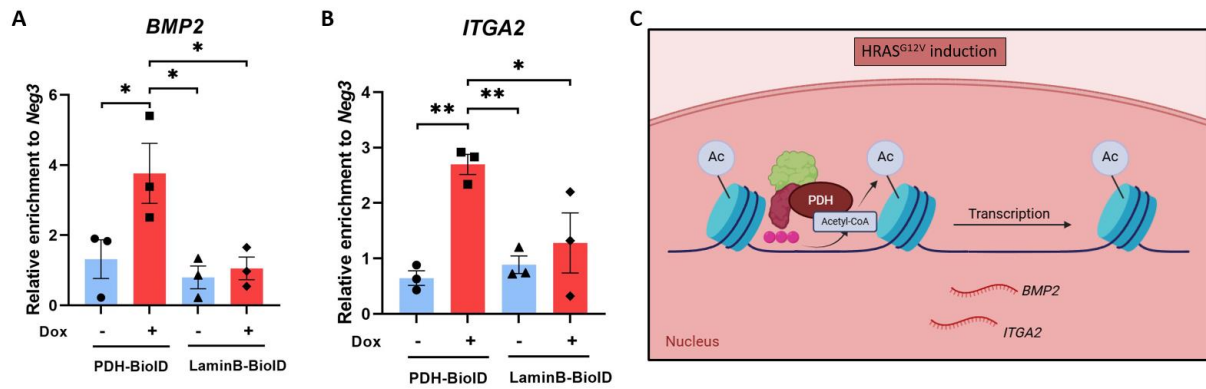 A
BMP2
Relative enrichment to Neg3
6
4
2
0
*
*
*
Dox - + - +
PDH-BioID LaminB-BioID
B
ITGA2
Relative enrichment to Neg3
4
3
2
1
0
*
**
**
Dox - + - +
PDH-BioID LaminB-BioID
C
HRASG12V induction
Ac
Ac
Ac
PDH
Acetyl-CoA
Transcription
BMP2
ITGA2
Nucleus